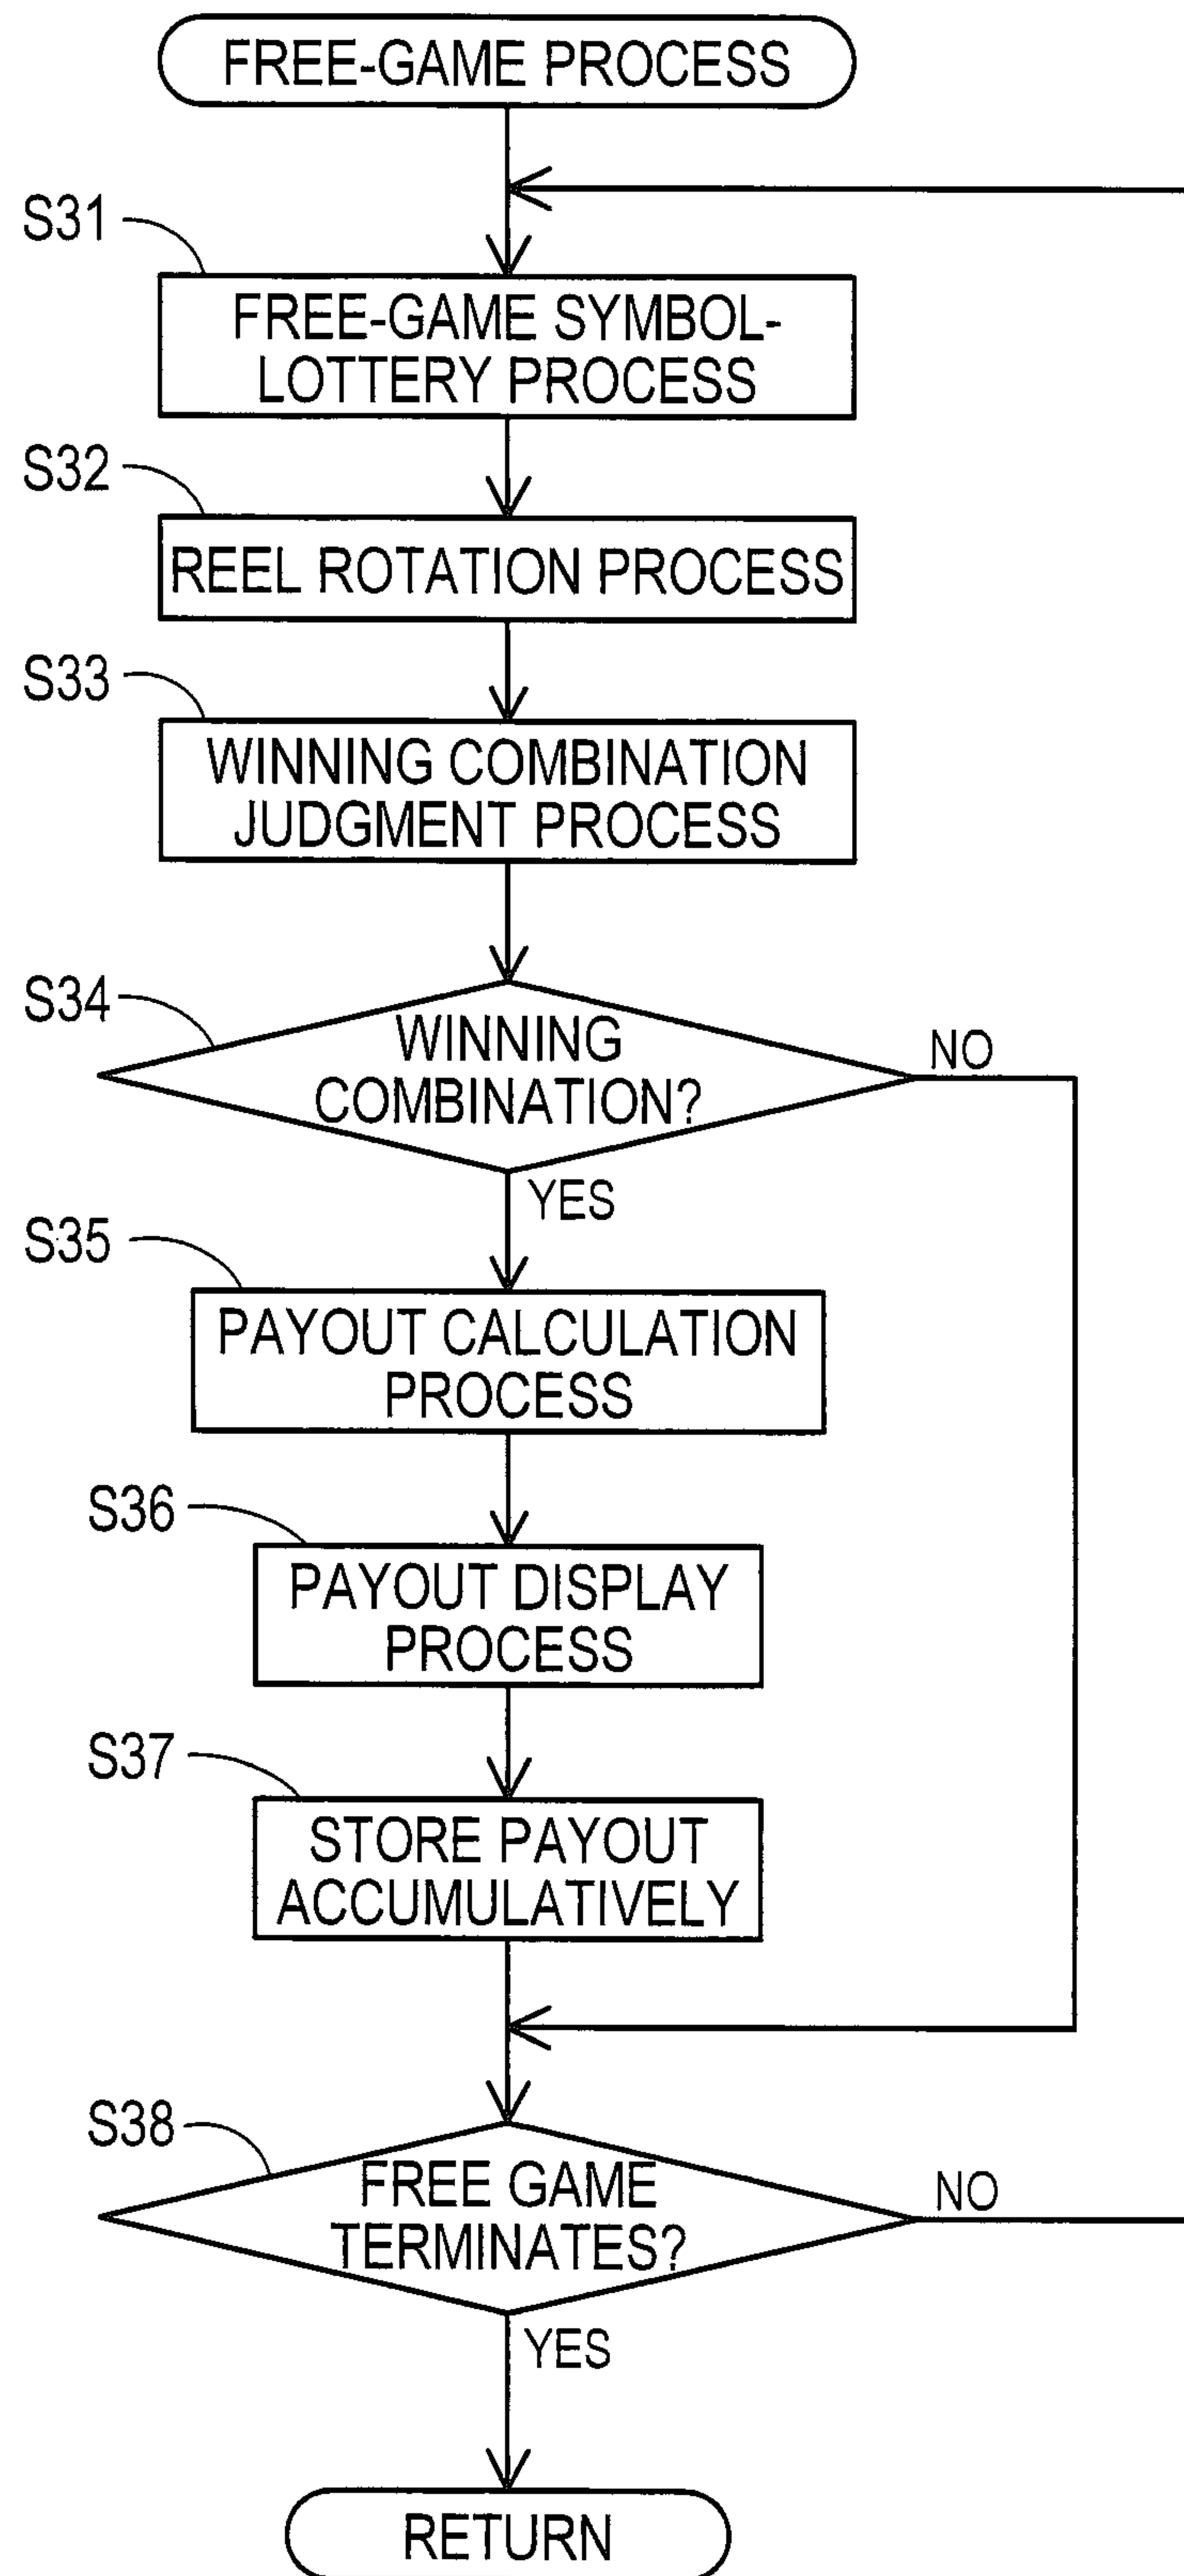 FREE-GAME PROCESS
S31
FREE-GAME SYMBOL-
LOTTERY PROCESS
S32
REEL ROTATION PROCESS
S33
WINNING COMBINATION
JUDGMENT PROCESS
S34
WINNING
COMBINATION?
NO
YES
S35
PAYOUT CALCULATION
PROCESS
S36
PAYOUT DISPLAY
PROCESS
S37
STORE PAYOUT
ACCUMULATIVELY
S38
FREE GAME
TERMINATES?
NO
YES
RETURN